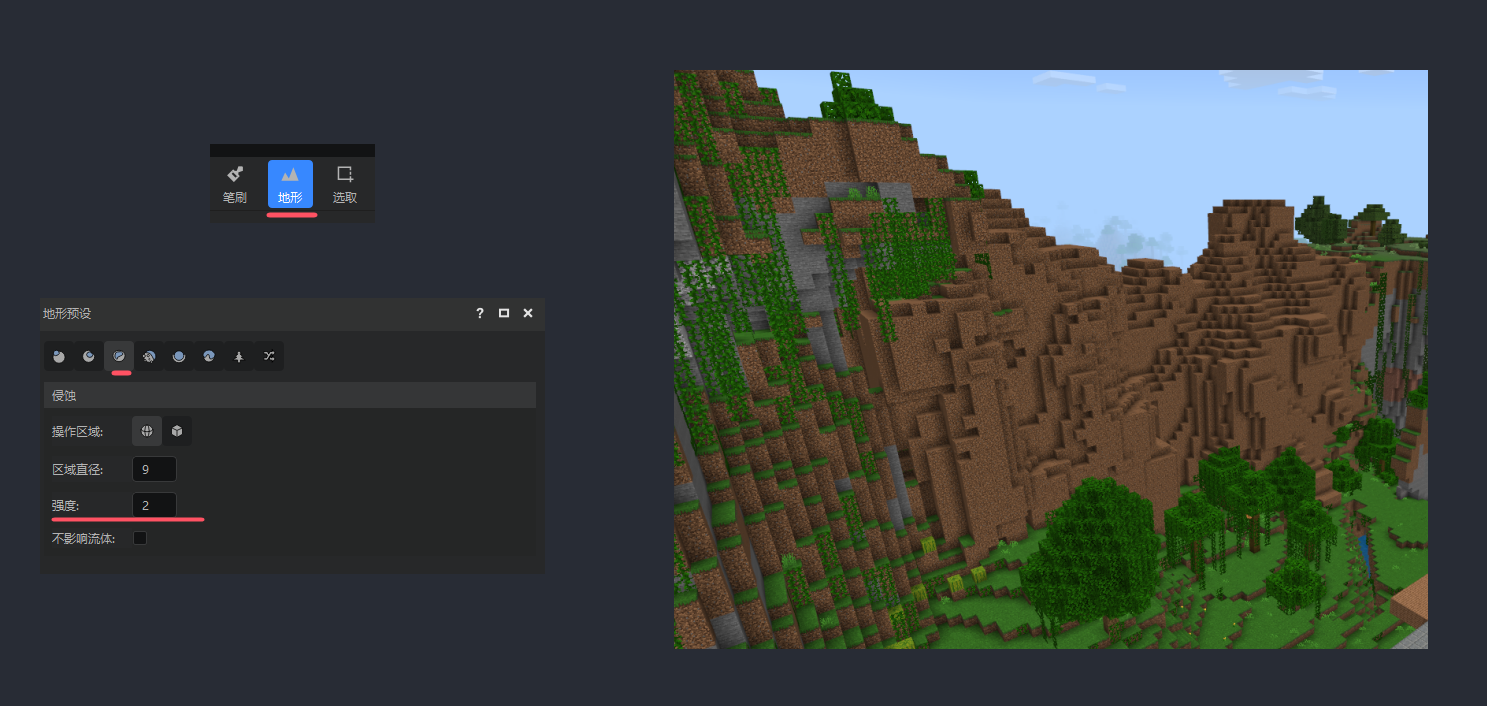 笔刷 地形 选取
地形预设 ?
侵蚀
操作区域:
区域直径: 9
强度: 2
不影响流体: